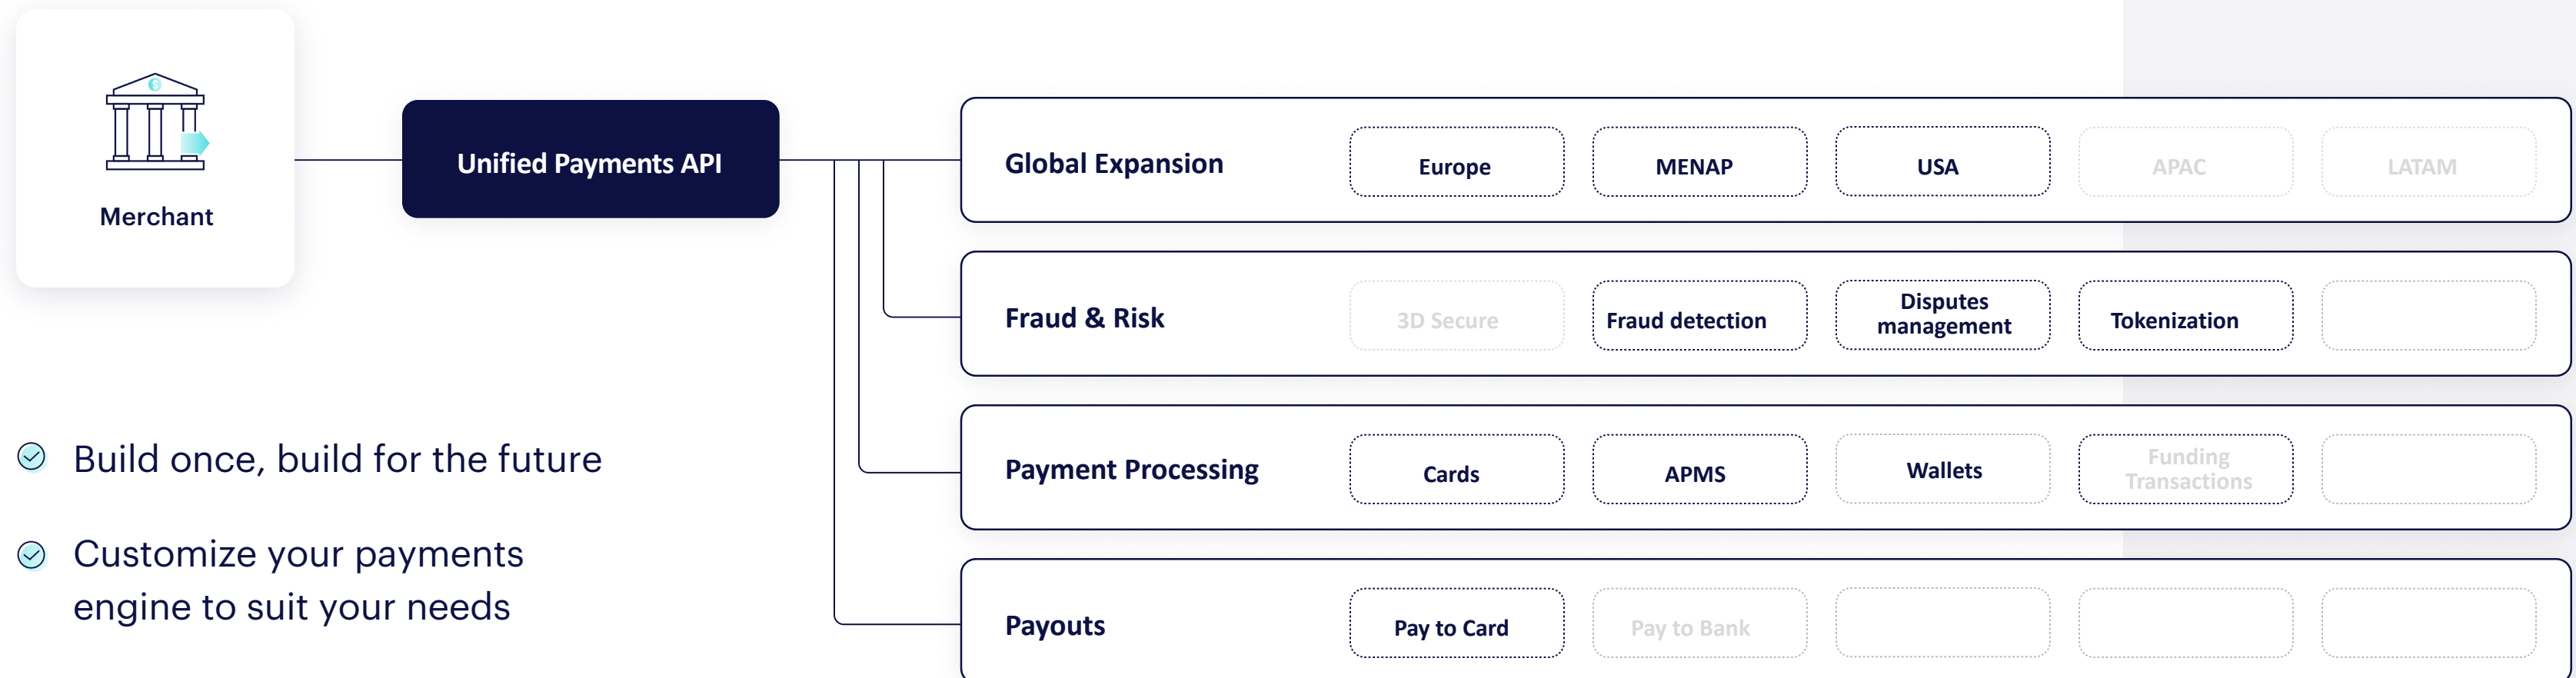 Merchant
Unified Payments API
Global Expansion
Europe
MENAP
USA
APAC
LATAM
Fraud & Risk
3D Secure
Fraud detection
Disputes
management
Tokenization
Payment Processing
Cards
APMS
Wallets
Funding
Transactions
Payouts
Pay to Card
Pay to Bank
Build once, build for the future
Customize your payments
engine to suit your needs